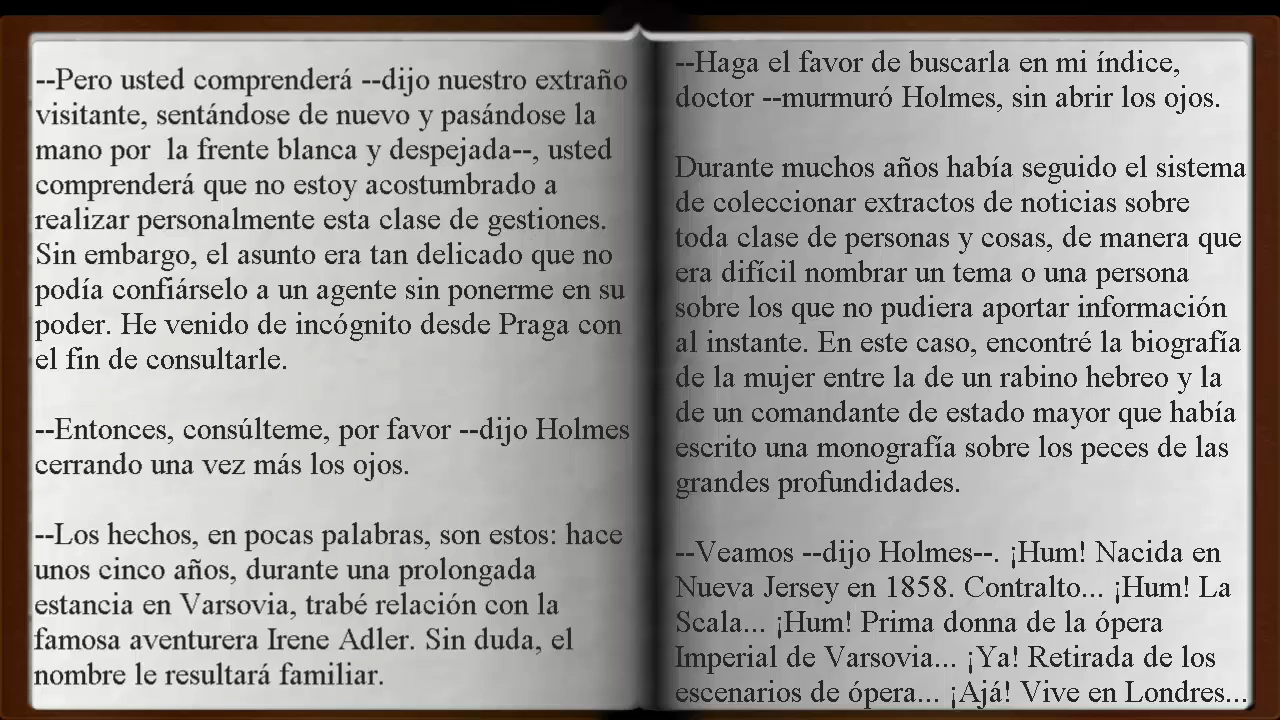 --Pero usted comprenderá --dijo nuestro extraño
visitante, sentándose de nuevo y pasándose la
mano por  la frente blanca y despejada--, usted
comprenderá que no estoy acostumbrado a
realizar personalmente esta clase de gestiones.
Sin embargo, el asunto era tan delicado que no
podía confiárselo a un agente sin ponerme en su
poder. He venido de incógnito desde Praga con
el fin de consultarle.
--Entonces, consúlteme, por favor --dijo Holmes
cerrando una vez más los ojos.
--Los hechos, en pocas palabras, son estos: hace
unos cinco años, durante una prolongada
estancia en Varsovia, trabé relación con la
famosa aventurera Irene Adler. Sin duda, el
nombre le resultará familiar.
--Haga el favor de buscarla en mi índice,
doctor --murmuró Holmes, sin abrir los ojos.
Durante muchos años había seguido el sistema
de coleccionar extractos de noticias sobre
toda clase de personas y cosas, de manera que
era difícil nombrar un tema o una persona
sobre los que no pudiera aportar información
al instante. En este caso, encontré la biografía
de la mujer entre la de un rabino hebreo y la
de un comandante de estado mayor que había
escrito una monografía sobre los peces de las
grandes profundidades.
--Veamos --dijo Holmes--. ¡Hum! Nacida en
Nueva Jersey en 1858. Contralto... ¡Hum! La
Scala... ¡Hum! Prima donna de la ópera
Imperial de Varsovia... ¡Ya! Retirada de los
escenarios de ópera... ¡Ajá! Vive en Londres...